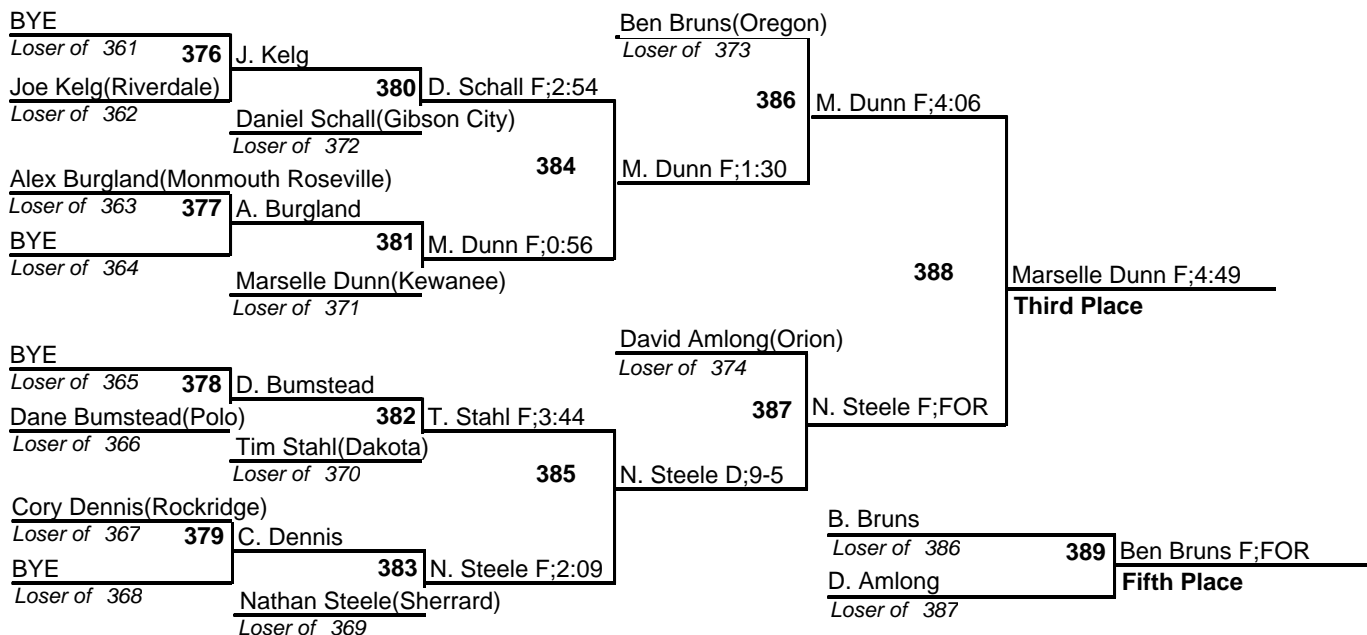 BYE
Loser of 361
376
J. Kelg
Joe Kelg(Riverdale)
Loser of 362
380
D. Schall F;2:54
Daniel Schall(Gibson City)
Loser of 372
Alex Burgland(Monmouth Roseville)
Loser of 363
377
A. Burgland
BYE
Loser of 364
381
M. Dunn F;0:56
Marselle Dunn(Kewanee)
Loser of 371
384
M. Dunn F;1:30
Ben Bruns(Oregon)
Loser of 373
386
M. Dunn F;4:06
BYE
Loser of 365
378
D. Bumstead
Dane Bumstead(Polo)
Loser of 366
382
T. Stahl F;3:44
Tim Stahl(Dakota)
Loser of 370
Cory Dennis(Rockridge)
Loser of 367
379
C. Dennis
BYE
Loser of 368
383
N. Steele F;2:09
Nathan Steele(Sherrard)
Loser of 369
385
N. Steele D;9-5
David Amlong(Orion)
Loser of 374
387
N. Steele F;FOR
388
Marselle Dunn F;4:49
Third Place
B. Bruns
Loser of 386
389
Ben Bruns F;FOR
D. Amlong
Fifth Place
Loser of 387